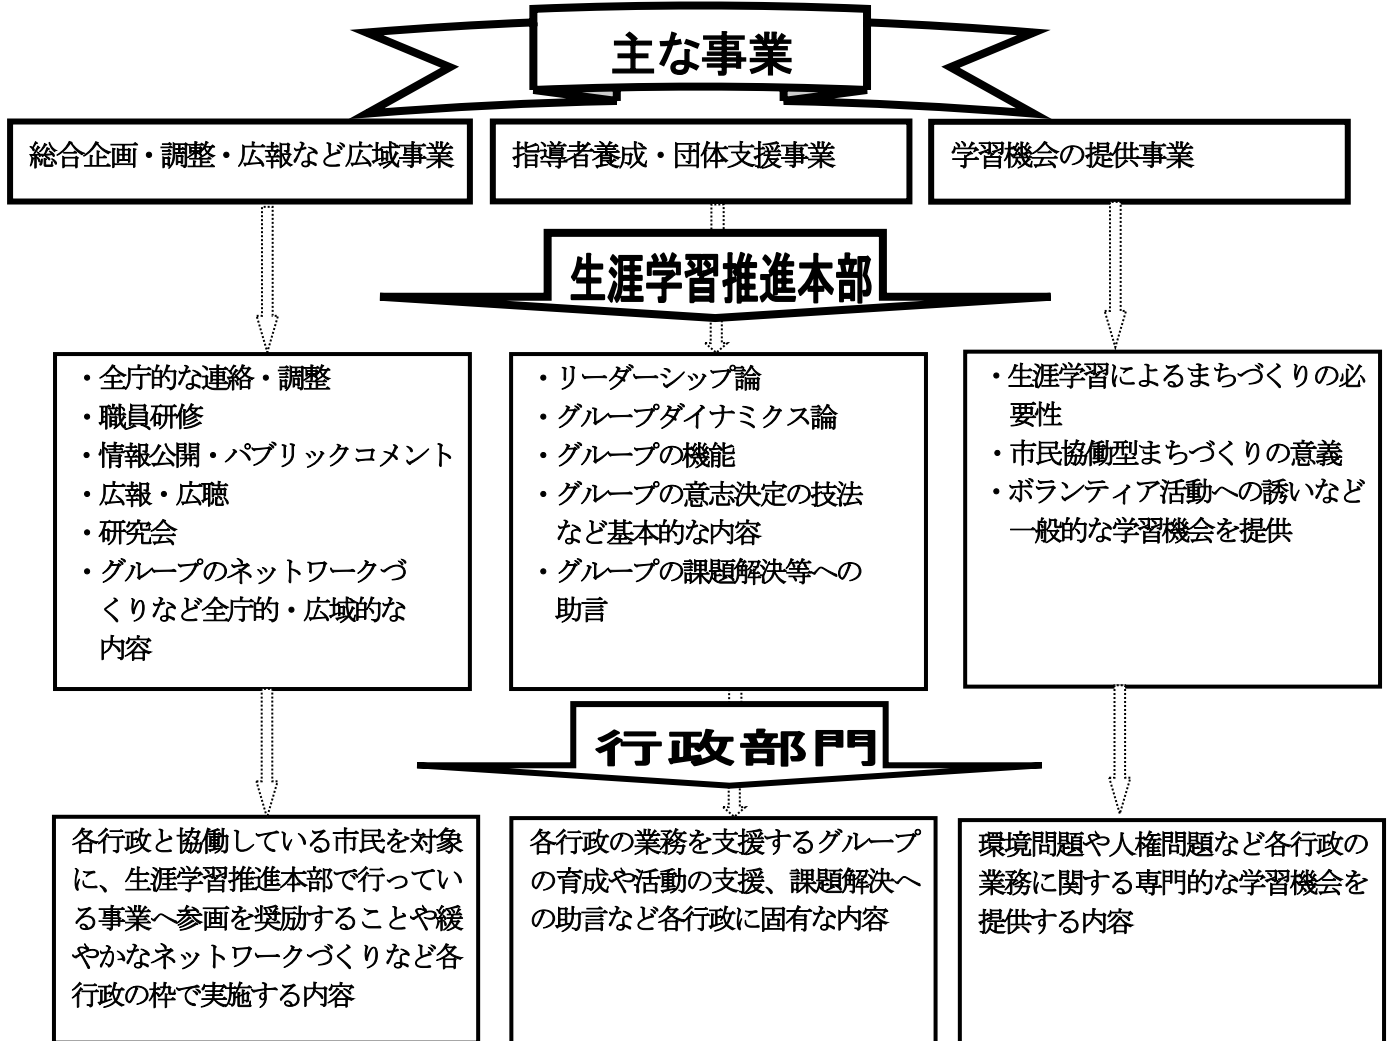 主な事業
総合企画・調整・広報など広域事業
指導者養成・団体支援事業
学習機会の提供事業
生涯学習推進本部
・全庁的な連絡・調整
・職員研修
・情報公開・パブリックコメント
・広報・広聴
・研究会
・グループのネットワークづ
くりなど全庁的・広域的な
内容
・リーダーシップ論
・グループダイナミクス論
・グループの機能
・グループの意志決定の技法
など基本的な内容
・グループの課題解決等への
助言
・生涯学習によるまちづくりの必
要性
・市民協働型まちづくりの意義
・ボランティア活動への誘いなど
一般的な学習機会を提供
行政部門
各行政と協働している市民を対象
に、生涯学習推進本部で行ってい
る事業へ参画を奨励することや緩
やかなネットワークづくりなど各
行政の枠で実施する内容
各行政の業務を支援するグループ
の育成や活動の支援、課題解決へ
の助言など各行政に固有な内容
環境問題や人権問題など各行政の
業務に関する専門的な学習機会を
提供する内容